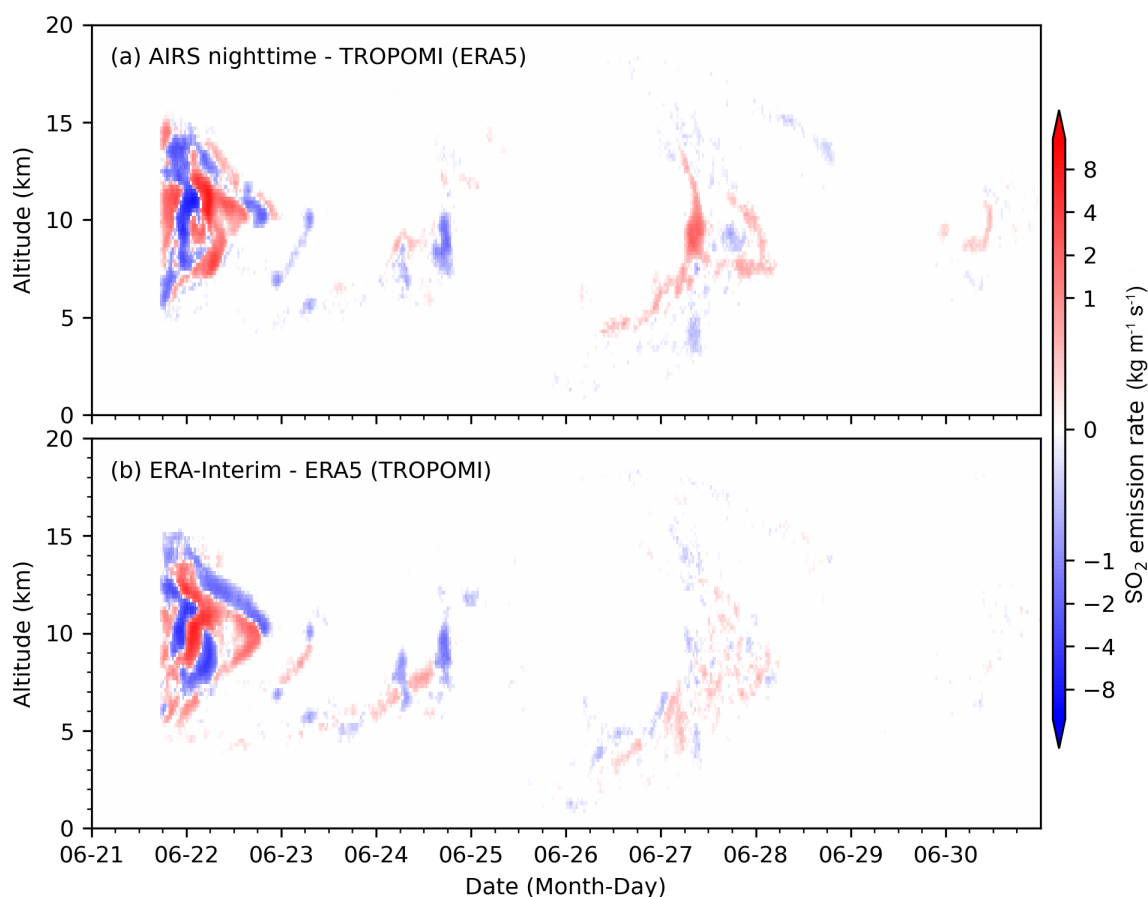 20
15
10
5
0
Altitude (km)
(a) AIRS nighttime - TROPOMI (ERA5)
20
15
10
5
0
Altitude (km)
(b) ERA-Interim - ERA5 (TROPOMI)
06-21 06-22 06-23 06-24 06-25 06-26 06-27 06-28 06-29 06-30
Date (Month-Day)
8
4
2
1
0
−1
−2
−4
−8
SO₂ emission rate (kg m⁻¹ s⁻¹)